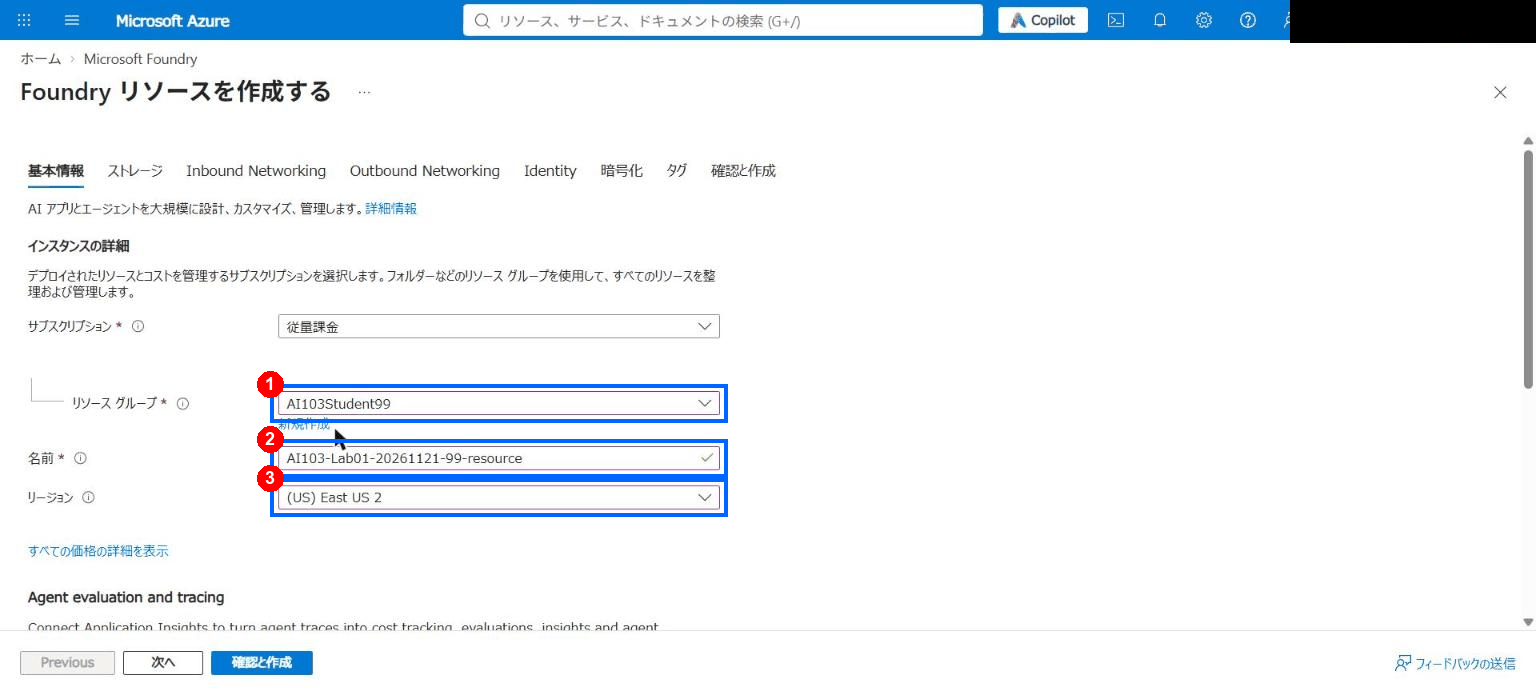 Microsoft Azure
リソース、サービス、ドキュメントの検索 (G+/)
Copilot
ホーム > Microsoft Foundry
Foundry リソースを作成する ...
基本情報 ストレージ Inbound Networking Outbound Networking Identity 暗号化 タグ 確認と作成
AI アプリとエージェントを大規模に設計、カスタマイズ、管理します。詳細情報
インスタンスの詳細
デプロイされたリソースとコストを管理するサブスクリプションを選択します。フォルダーなどのリソース グループを使用して、すべてのリソースを整
理および管理します。
サブスクリプション * 従量課金
1
リソース グループ * AI103Student99
新規作成
2
名前 * AI103-Lab01-20261121-99-resource
3
リージョン (US) East US 2
すべての価格の詳細を表示
Agent evaluation and tracing
Connect Application Insights to turn agent traces into cost tracking, evaluations, insights and agent
Previous 次へ 確認と作成
フィードバックの送信